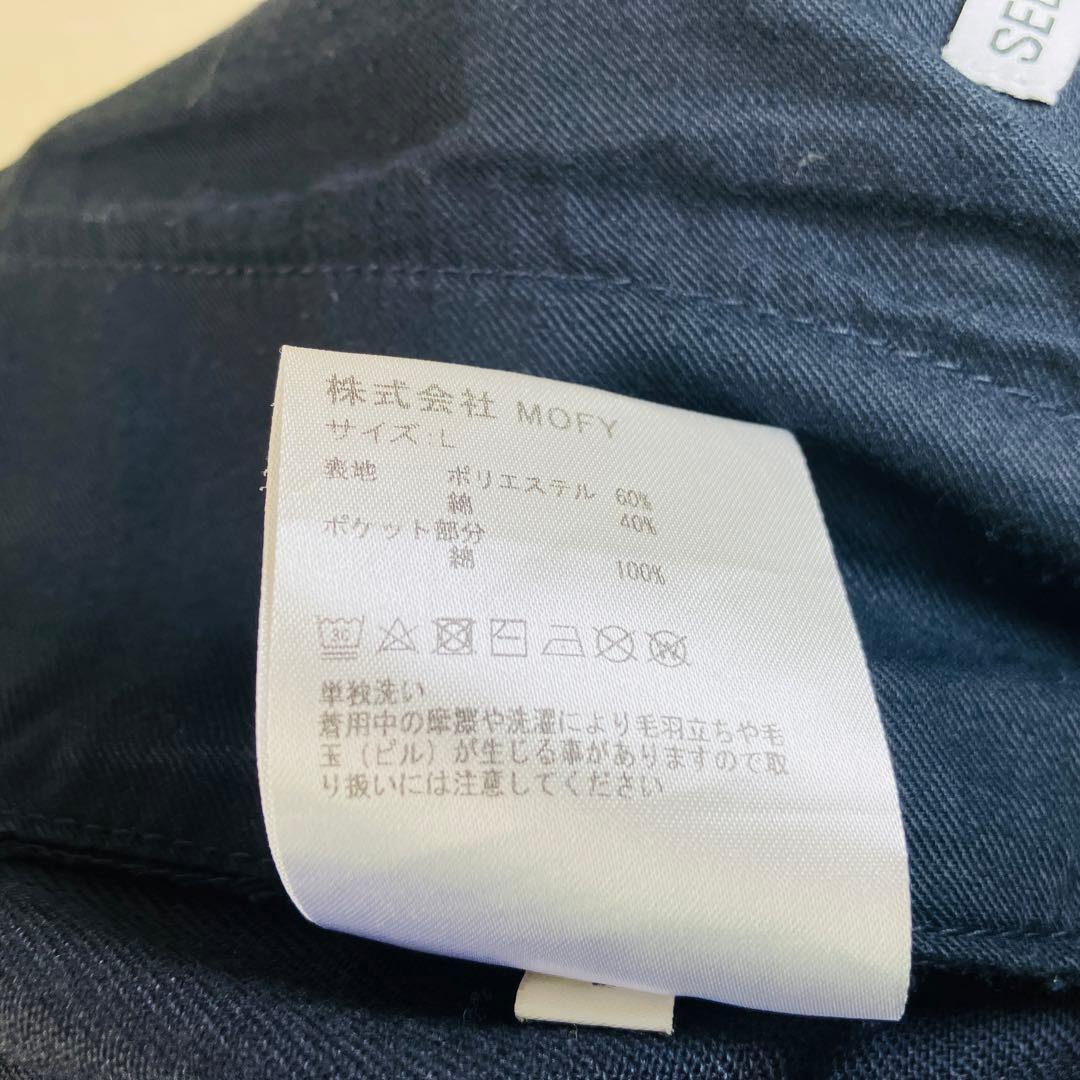 SEL
株式会社 MOFY
サイズ:L
表地 ポリエステル 60%
綿 40%
ポケット部分
綿 100%
30
単独洗い
着用中の摩擦や洗濯により毛羽立ちや毛
玉（ピル）が生じる事がありますので取
り扱いには注意してください